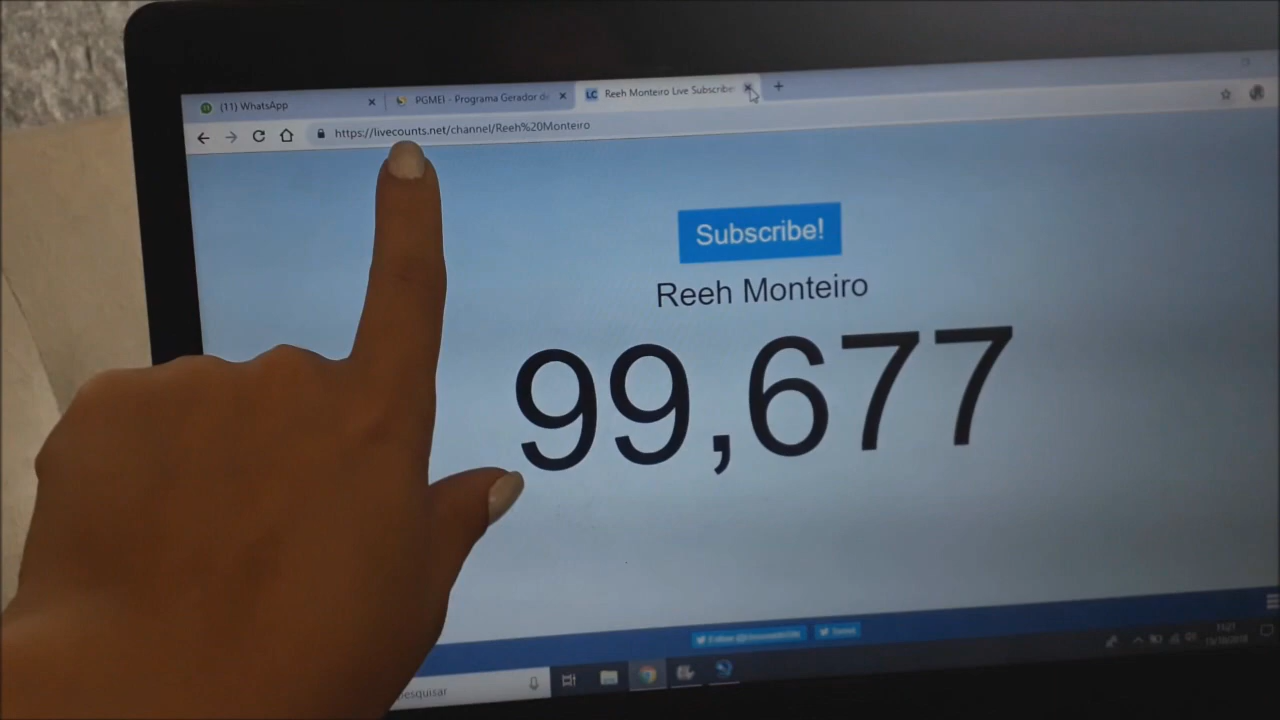 (11) WhatsApp
PGMEI - Programa Gerador de
Reeh Monteiro Live Subscribe
https://livecounts.net/channel/Reeh%20Monteiro
Subscribe!
Reeh Monteiro
99,677
Tweet
esquisar